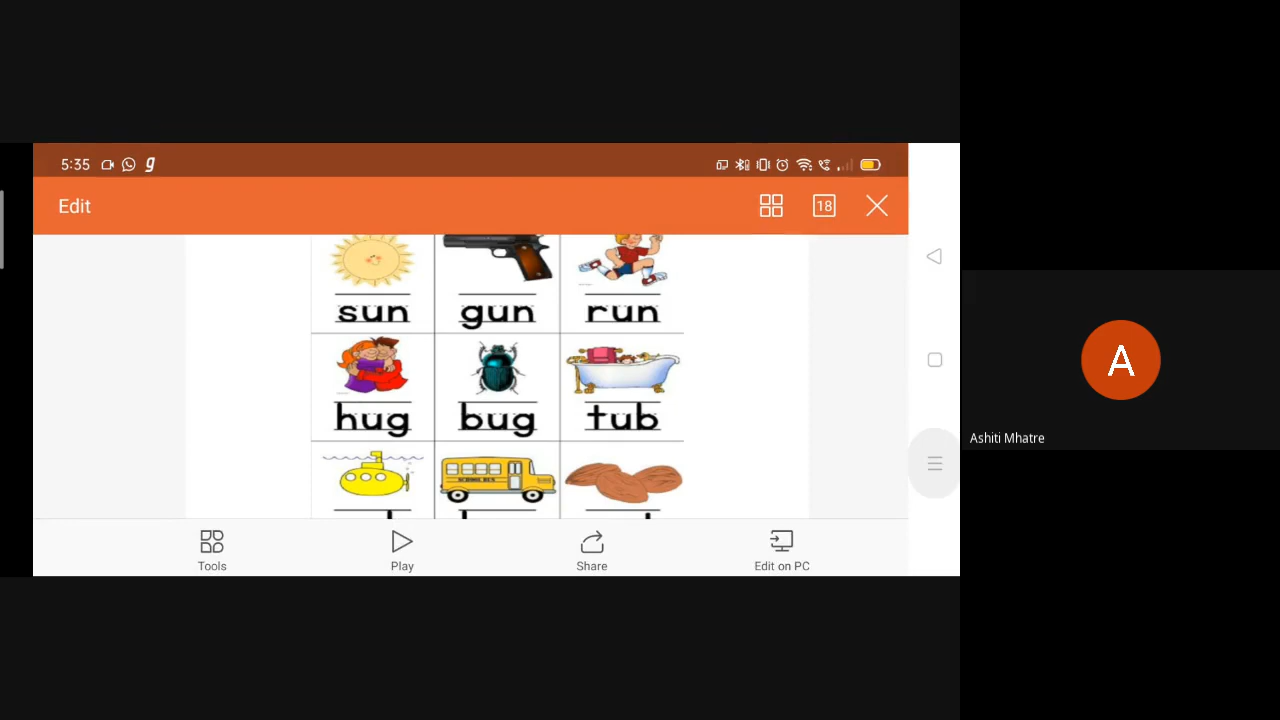 5:35
Edit
18
sun gun run
hug bug tub
Tools Play Share Edit on PC
A
Ashiti Mhatre